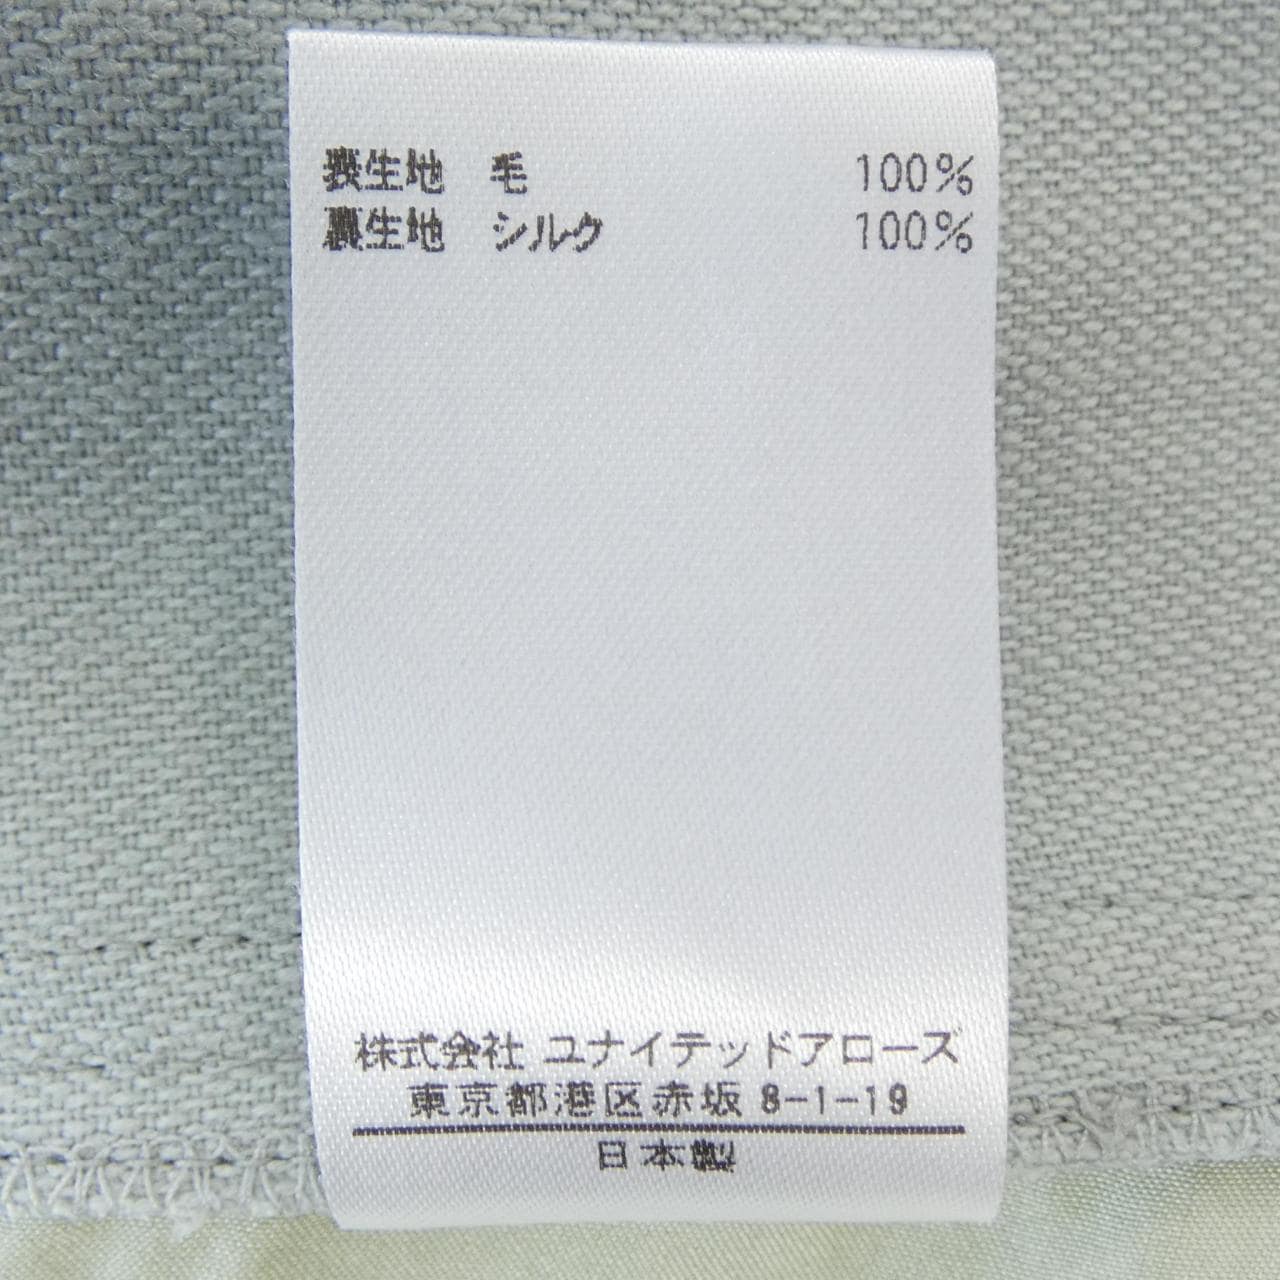 表生地 毛 100%
裏生地 シルク 100%
株式会社 ユナイテッドアローズ
東京都港区赤坂 8-1-19
日本製